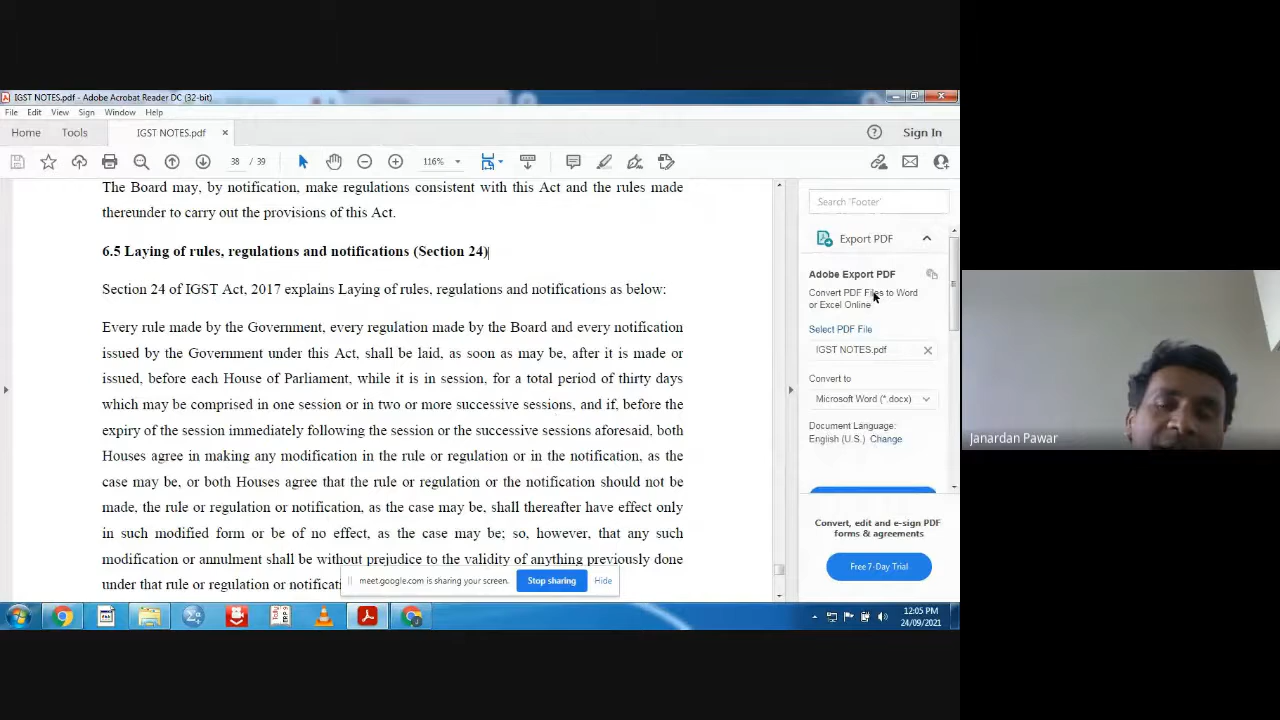 IGST NOTES.pdf - Adobe Acrobat Reader DC (32-bit)
File Edit View Sign Window Help
Home Tools IGST NOTES.pdf × Sign In
38 / 39 116%
The Board may, by notification, make regulations consistent with this Act and the rules made
thereunder to carry out the provisions of this Act.
6.5 Laying of rules, regulations and notifications (Section 24)
Section 24 of IGST Act, 2017 explains Laying of rules, regulations and notifications as below:
Every rule made by the Government, every regulation made by the Board and every notification
issued by the Government under this Act, shall be laid, as soon as may be, after it is made or
issued, before each House of Parliament, while it is in session, for a total period of thirty days
which may be comprised in one session or in two or more successive sessions, and if, before the
expiry of the session immediately following the session or the successive sessions aforesaid, both
Houses agree in making any modification in the rule or regulation or in the notification, as the
case may be, or both Houses agree that the rule or regulation or the notification should not be
made, the rule or regulation or notification, as the case may be, shall thereafter have effect only
in such modified form or be of no effect, as the case may be; so, however, that any such
modification or annulment shall be without prejudice to the validity of anything previously done
under that rule or regulation or notificati
meet.google.com is sharing your screen. Stop sharing Hide
Search 'Footer'
Export PDF
Adobe Export PDF
Convert PDF Files to Word
or Excel Online
Select PDF File
IGST NOTES.pdf
Convert to
Microsoft Word (*.docx)
Document Language:
English (U.S.) Change
Convert, edit and e-sign PDF
forms & agreements
Free 7-Day Trial
12:05 PM
24/09/2021
Janardan Pawar